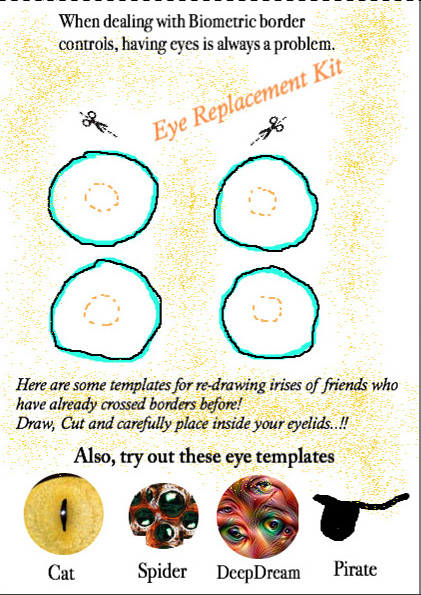 When dealing with Biometric border
controls, having eyes is always a problem.
Eye Replacement Kit
Here are some templates for re-drawing irises of friends who
have already crossed borders before!
Draw, Cut and carefully place inside your eyelids..!!
Also, try out these eye templates
Cat
Spider
DeepDream
Pirate